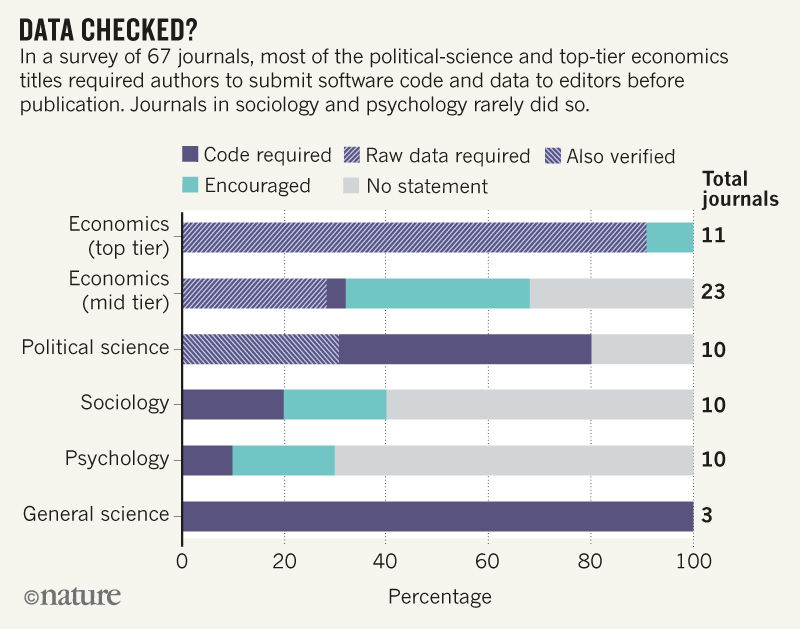 DATA CHECKED?
In a survey of 67 journals, most of the political-science and top-tier economics
titles required authors to submit software code and data to editors before
publication. Journals in sociology and psychology rarely did so.
Code required Raw data required Also verified
Encouraged No statement
Total
journals
Economics
(top tier)
11
Economics
(mid tier)
23
Political science
10
Sociology
10
Psychology
10
General science
3
0 20 40 60 80 100
Percentage
©nature